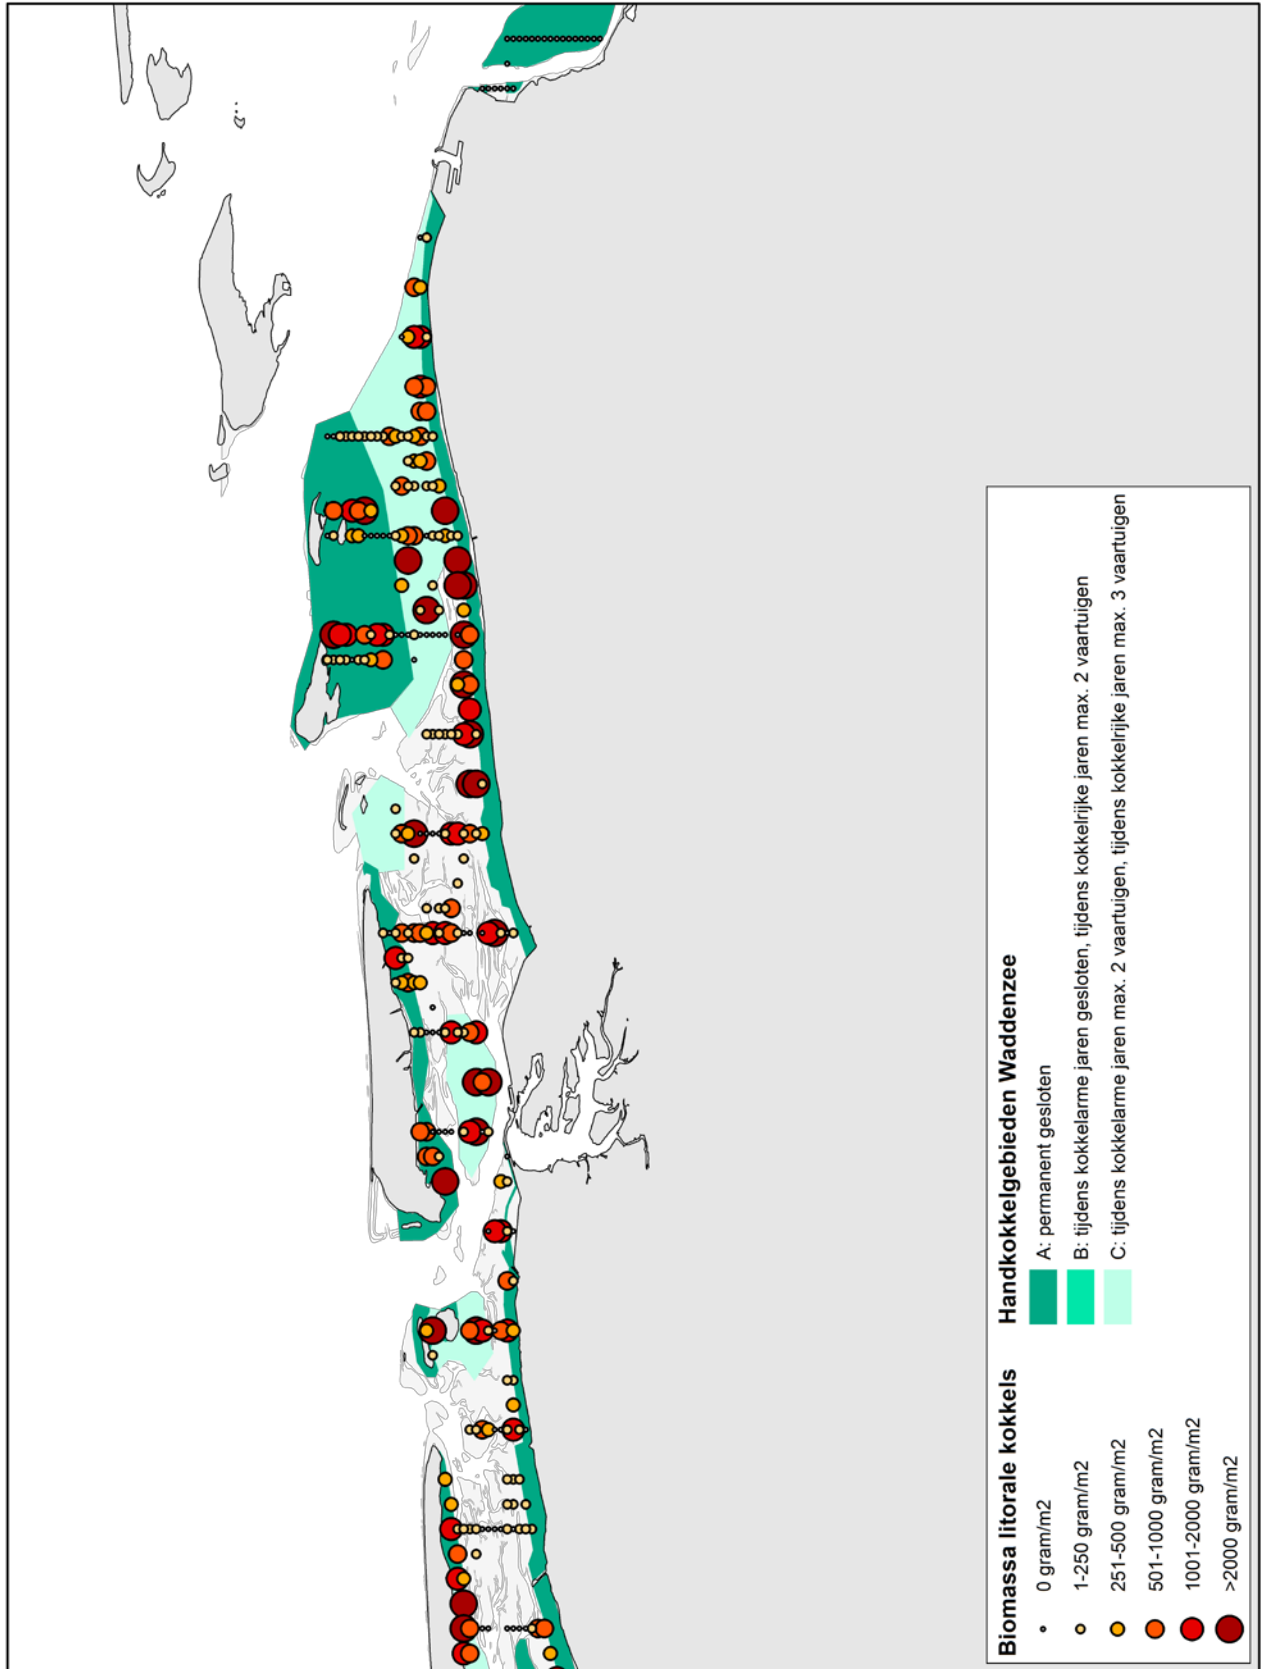 Biomassa litorale kokkels
0 gram/m2
1-250 gram/m2
251-500 gram/m2
501-1000 gram/m2
1001-2000 gram/m2
>2000 gram/m2
Handkokkelgebieden Waddenzee
A: permanent gesloten
B: tijdens kokkelarme jaren gesloten, tijdens kokkelrijke jaren max. 2 vaartuigen
C: tijdens kokkelarme jaren max. 2 vaartuigen, tijdens kokkelrijke jaren max. 3 vaartuigen